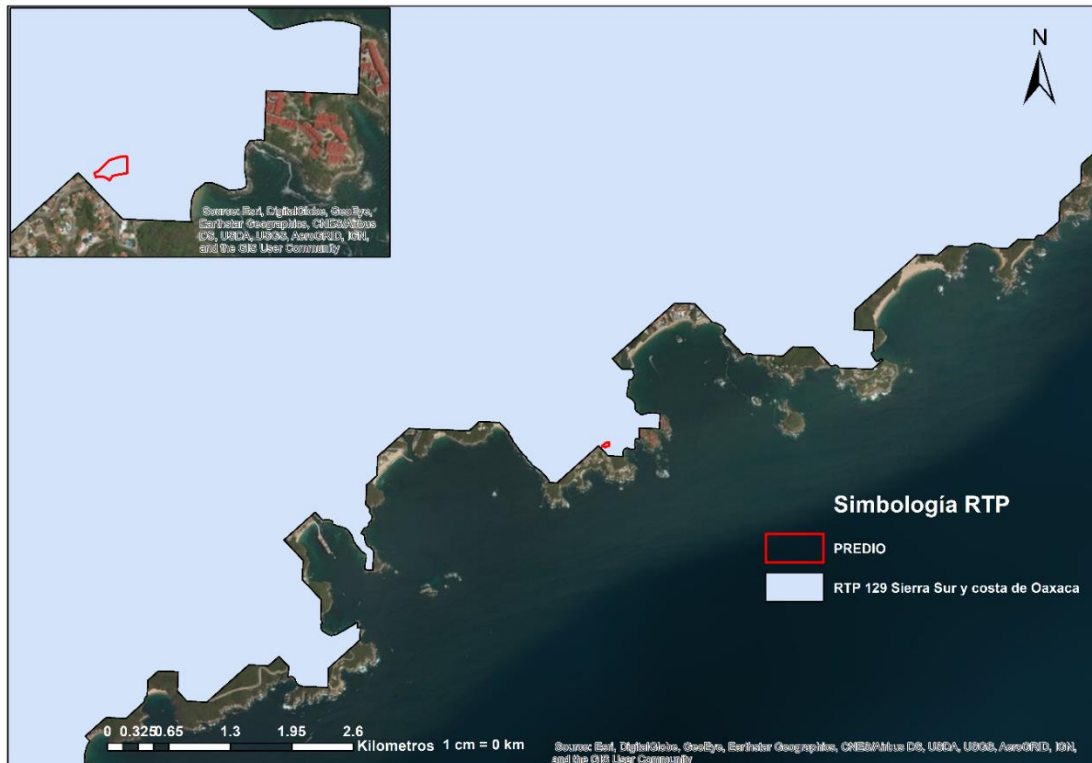 Source: Esri, DigitalGlobe, GeoEye,
Earthstar Geographics, CNES/Airbus
DS, USDA, USGS, AeroGRID, IGN,
and the GIS User Community
N
Simbología RTP
PREDIO
RTP 129 Sierra Sur y costa de Oaxaca
0 0.3250.65 1.3 1.95 2.6
Kilometros 1 cm = 0 km
Source: Esri, DigitalGlobe, GeoEye, Earthstar Geographics, CNES/Airbus DS, USDA, USGS, AeroGRID, IGN,
and the GIS User Community